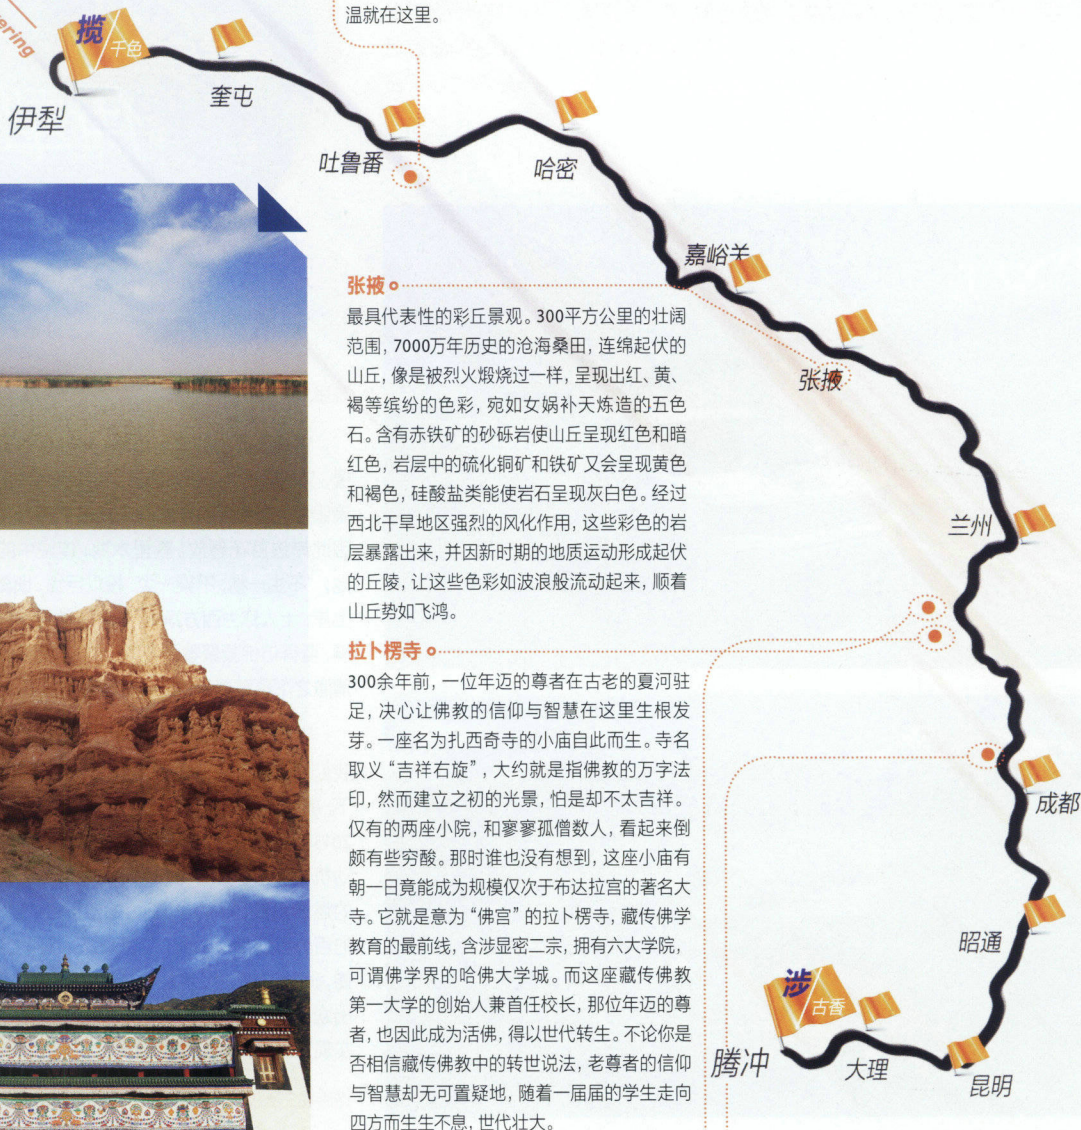 ering
温就在这里。
揽
千色
伊犁
奎屯
吐鲁番
哈密
嘉峪关
张掖
兰州
成都
昭通
昆明
大理
腾冲
涉
古香
张掖
最具代表性的彩丘景观。300平方公里的壮阔
范围，7000万年历史的沧海桑田，连绵起伏的
山丘，像是被烈火煅烧过一样，呈现出红、黄、
褐等缤纷的色彩，宛如女娲补天炼造的五色
石。含有赤铁矿的砂砾岩使山丘呈现红色和暗
红色，岩层中的硫化铜矿和铁矿又会呈现黄色
和褐色，硅酸盐类能使岩石呈现灰白色。经过
西北干旱地区强烈的风化作用，这些彩色的岩
层暴露出来，并因新时期的地质运动形成起伏
的丘陵，让这些色彩如波浪般流动起来，顺着
山丘势如飞鸿。
拉卜楞寺
300余年前，一位年迈的尊者在古老的夏河驻
足，决心让佛教的信仰与智慧在这里生根发
芽。一座名为扎西奇寺的小庙自此而生。寺名
取义“吉祥右旋”，大约就是指佛教的万字法
印，然而建立之初的光景，怕是却不太吉祥。
仅有的两座小院，和寥寥孤僧数人，看起来倒
颇有些穷酸。那时谁也没有想到，这座小庙有
朝一日竟能成为规模仅次于布达拉宫的著名大
寺。它就是意为“佛宫”的拉卜楞寺，藏传佛学
教育的最前线，含涉显密二宗，拥有六大学院，
可谓佛学界的哈佛大学城。而这座藏传佛教
第一大学的创始人兼首任校长，那位年迈的尊
者，也因此成为活佛，得以世代转生。不论你是
否相信藏传佛教中的转世说法，老尊者的信仰
与智慧却无可置疑地，随着一届届的学生走向
四方而生生不息，世代壮大。